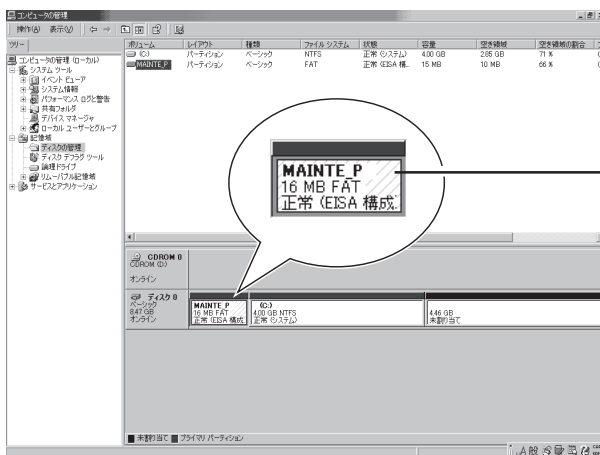 コンピュータの管理
操作(A) 表示(V)
ツリー
コンピュータの管理 (ローカル)
システム ツール
イベント ビューア
システム情報
パフォーマンス ログと警告
共有フォルダ
デバイス マネージャ
ローカル ユーザーとグループ
記憶域
ディスクの管理
ディスク デフラグ ツール
論理ドライブ
リムーバブル記憶域
サービスとアプリケーション
ボリューム レイアウト 種類 ファイル システム 状態 容量 空き領域 空き領域の割合
(C:) パーティション ベーシック NTFS 正常 (システム) 4.00 GB 2.85 GB 71 %
MAINTE_P パーティション ベーシック FAT 正常 (EISA 構... 15 MB 10 MB 66 %
MAINTE_P
16 MB FAT
正常 (EISA 構成
CDROM 0
CDROM (D:)
オンライン
ディスク 0
ベーシック
8.47 GB
オンライン
MAINTE P
16 MB FAT
正常 (EISA 構成
(C:)
4.00 GB NTFS
正常 (システム)
4.46 GB
未割り当て
未割り当て プライマリ パーティション
A 般